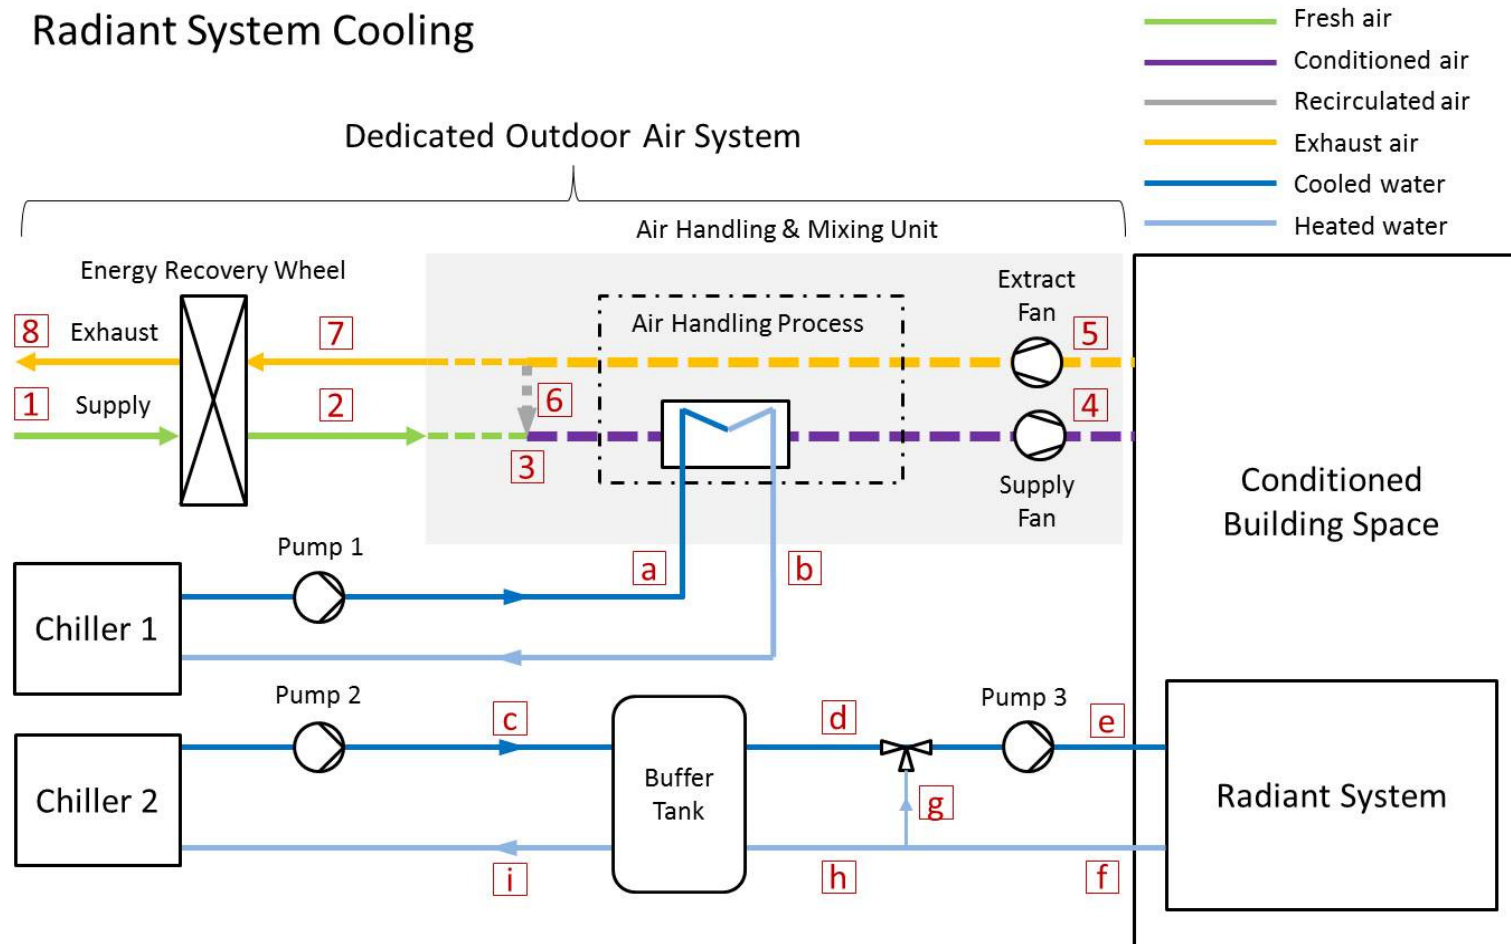 Radiant System Cooling
Fresh air
Conditioned air
Recirculated air
Exhaust air
Cooled water
Heated water
Dedicated Outdoor Air System
Air Handling & Mixing Unit
Energy Recovery Wheel
Extract
Fan
Air Handling Process
8 Exhaust
7
5
1 Supply
2
6
4
3
Supply
Fan
Conditioned
Building Space
Pump 1
a
b
Chiller 1
Pump 2
c
d
Pump 3
e
Chiller 2
Buffer
Tank
g
Radiant System
i
h
f